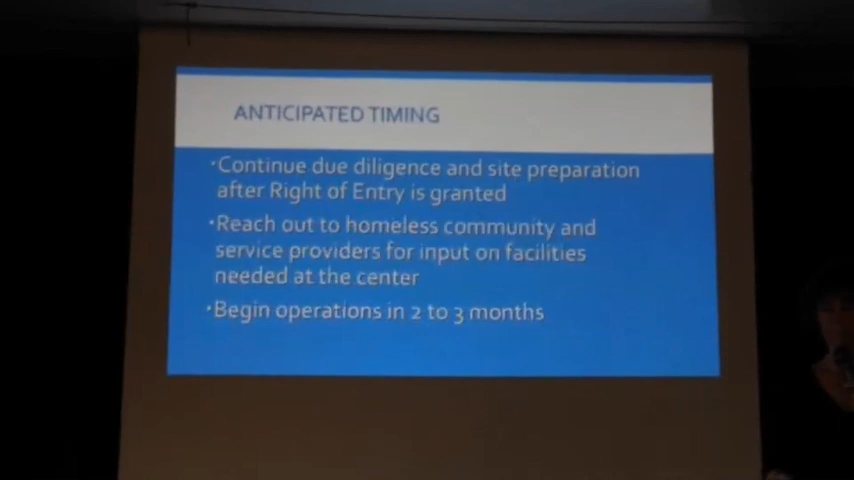 ANTICIPATED TIMING
•Continue due diligence and site preparation
after Right of Entry is granted
•Reach out to homeless community and
service providers for input on facilities
needed at the center
•Begin operations in 2 to 3 months